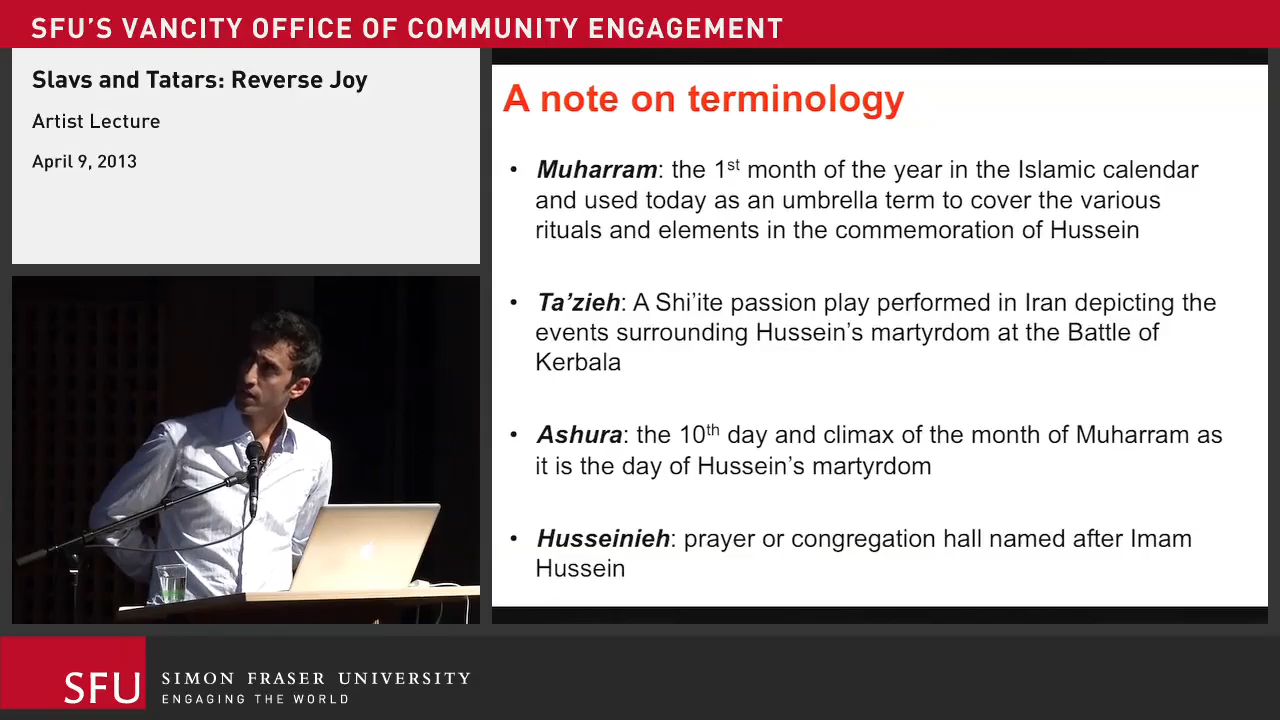 SFU'S VANCITY OFFICE OF COMMUNITY ENGAGEMENT
Slavs and Tatars: Reverse Joy
Artist Lecture
April 9, 2013
A note on terminology
• Muharram: the 1st month of the year in the Islamic calendar
and used today as an umbrella term to cover the various
rituals and elements in the commemoration of Hussein
• Ta'zieh: A Shi'ite passion play performed in Iran depicting the
events surrounding Hussein's martyrdom at the Battle of
Kerbala
• Ashura: the 10th day and climax of the month of Muharram as
it is the day of Hussein's martyrdom
• Husseinieh: prayer or congregation hall named after Imam
Hussein
SFU
SIMON FRASER UNIVERSITY
ENGAGING THE WORLD